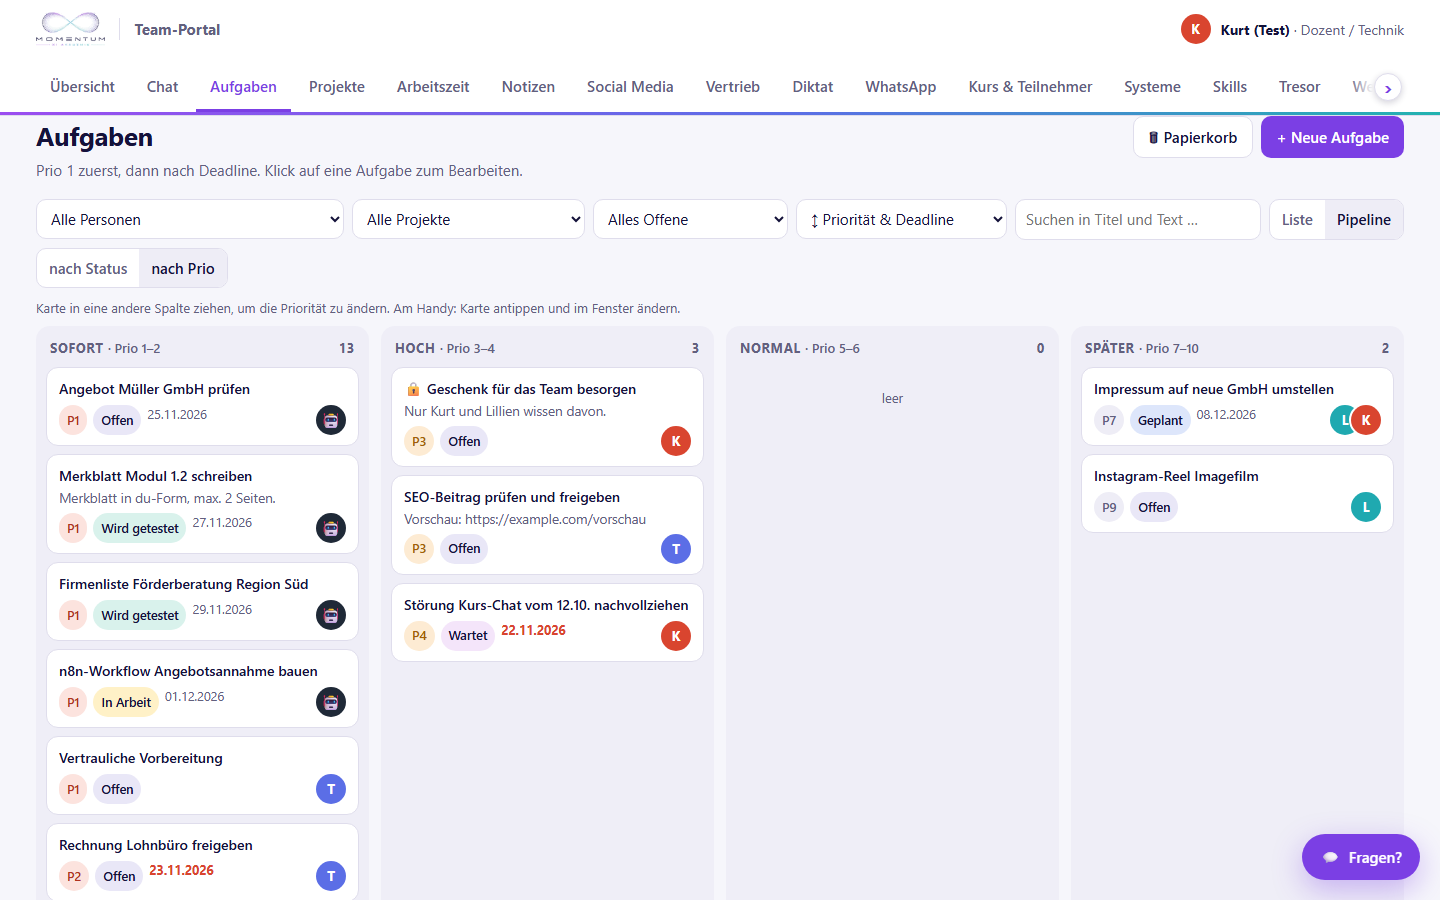 MOMENTUM
Team-Portal
K
Kurt (Test) · Dozent / Technik
Übersicht
Chat
Aufgaben
Projekte
Arbeitszeit
Notizen
Social Media
Vertrieb
Diktat
WhatsApp
Kurs & Teilnehmer
Systeme
Skills
Tresor
Aufgaben
Papierkorb
+ Neue Aufgabe
Prio 1 zuerst, dann nach Deadline. Klick auf eine Aufgabe zum Bearbeiten.
Alle Personen
Alle Projekte
Alles Offene
↕ Priorität & Deadline
Suchen in Titel und Text ...
Liste
Pipeline
nach Status
nach Prio
Karte in eine andere Spalte ziehen, um die Priorität zu ändern. Am Handy: Karte antippen und im Fenster ändern.
SOFORT · Prio 1–2 13
Angebot Müller GmbH prüfen
P1 Offen 25.11.2026
Merkblatt Modul 1.2 schreiben
Merkblatt in du-Form, max. 2 Seiten.
P1 Wird getestet 27.11.2026
Firmenliste Förderberatung Region Süd
P1 Wird getestet 29.11.2026
n8n-Workflow Angebotsannahme bauen
P1 In Arbeit 01.12.2026
Vertrauliche Vorbereitung
P1 Offen T
Rechnung Lohnbüro freigeben
P2 Offen 23.11.2026 T
HOCH · Prio 3–4 3
Geschenk für das Team besorgen
Nur Kurt und Lillien wissen davon.
P3 Offen K
SEO-Beitrag prüfen und freigeben
Vorschau: https://example.com/vorschau
P3 Offen T
Störung Kurs-Chat vom 12.10. nachvollziehen
P4 Wartet 22.11.2026 K
NORMAL · Prio 5–6 0
leer
SPÄTER · Prio 7–10 2
Impressum auf neue GmbH umstellen
P7 Geplant 08.12.2026 L K
Instagram-Reel Imagefilm
P9 Offen L
Fragen?